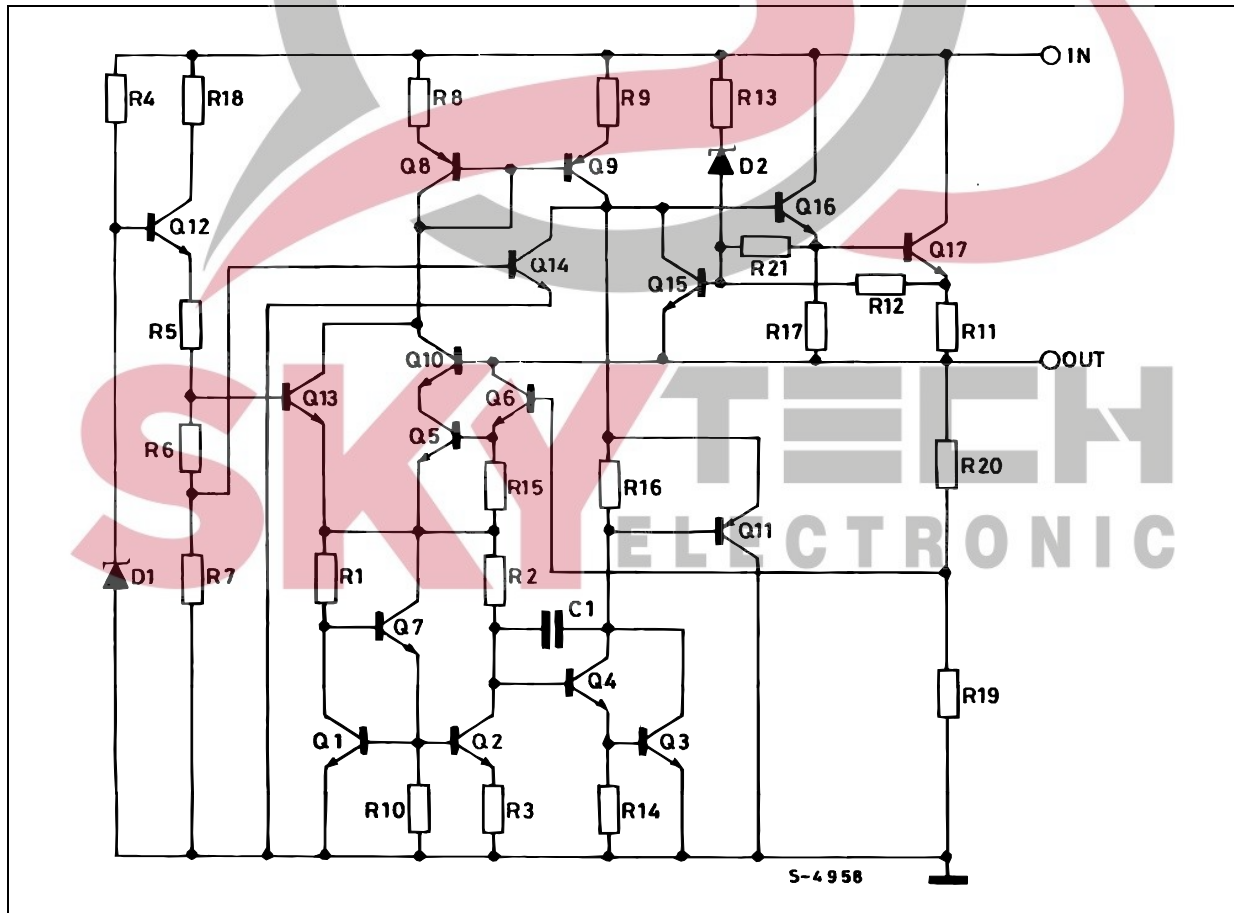 IN
R4
R18
R8
R9
R13
Q8
Q9
D2
Q12
Q16
Q14
Q17
R21
Q15
R12
R5
R17
R11
Q10
OUT
Q13
Q6
Q5
R6
R20
R15
R16
SKYTECH
ELECTRONIC
Q11
D1
R7
R1
R2
C1
Q7
Q4
R19
Q1
Q2
Q3
R10
R3
R14
S-4958